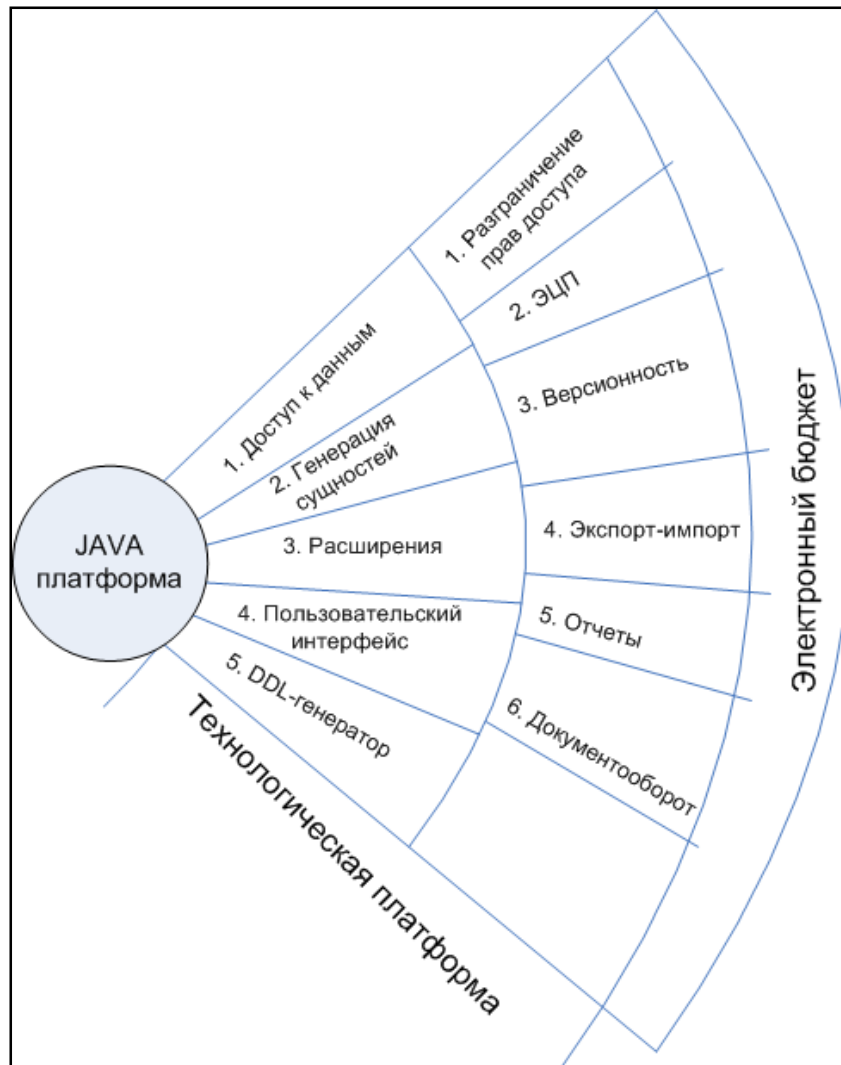 JAVA
платформа
1. Доступ к данным
2. Генерация
сущностей
3. Расширения
4. Пользовательский
интерфейс
5. DDL-генератор
1. Разграничение
прав доступа
2. ЭЦП
3. Версионность
4. Экспорт-импорт
5. Отчеты
6. Документооборот
Технологическая платформа
Электронный бюджет